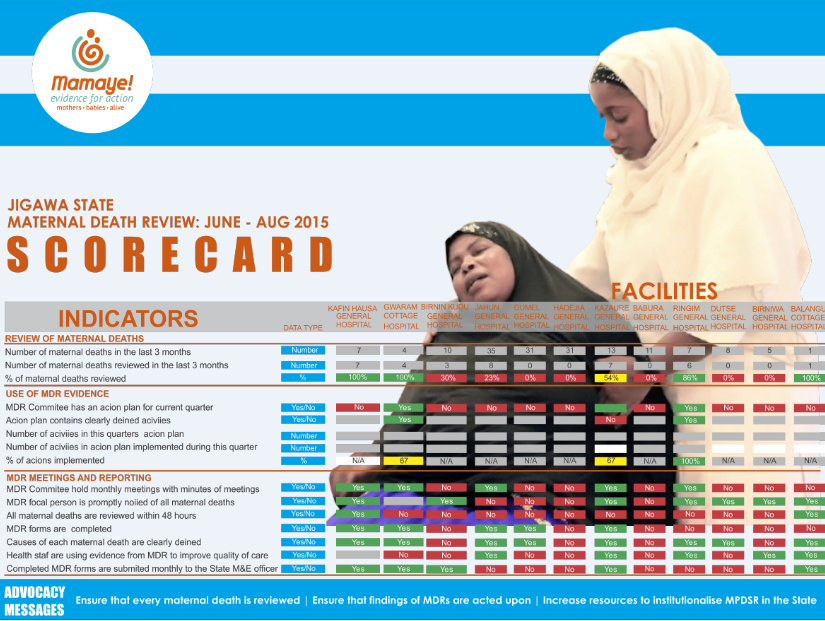 Mamaye!
evidence for action
mothers • babies • alive
JIGAWA STATE
MATERNAL DEATH REVIEW: JUNE - AUG 2015
SCORECARD
FACILITIES
INDICATORS
DATA TYPE
KAFIN HAUSA GENERAL HOSPITAL
GWARAM COTTAGE HOSPITAL
BIRNIN KUDU GENERAL HOSPITAL
JAHUN GENERAL HOSPITAL
GUMEL GENERAL HOSPITAL
HADEJIA GENERAL HOSPITAL
KAZAURE GENERAL HOSPITAL
BABURA GENERAL HOSPITAL
RINGIM GENERAL HOSPITAL
DUTSE GENERAL HOSPITAL
BIRNIWA GENERAL HOSPITAL
BALANGU COTTAGE HOSPITAL
REVIEW OF MATERNAL DEATHS
Number of maternal deaths in the last 3 months Number 7 4 10 35 31 31 13 11 7 8 5 1
Number of maternal deaths reviewed in the last 3 months Number 7 4 3 8 0 0 7 0 6 0 0 1
% of maternal deaths reviewed % 100% 100% 30% 23% 0% 0% 54% 0% 86% 0% 0% 100%
USE OF MDR EVIDENCE
MDR Commitee has an acion plan for current quarter Yes/No No Yes No No No No No Yes No No No
Acion plan contains clearly deined aciviies Yes/No Yes No Yes
Number of aciviies in this quarters acion plan Number
Number of aciviies in acion plan implemented during this quarter Number
% of acions implemented % N/A 67 N/A N/A N/A N/A 67 N/A 100% N/A N/A N/A
MDR MEETINGS AND REPORTING
MDR Commitee hold monthly meetings with minutes of meetings Yes/No Yes Yes No Yes No No Yes No Yes No No No
MDR focal person is promptly noiied of all maternal deaths Yes/No Yes Yes No No No Yes No Yes Yes Yes Yes
All maternal deaths are reviewed within 48 hours Yes/No Yes No No No No No Yes No No No No Yes
MDR forms are completed Yes/No Yes Yes No Yes Yes No Yes No No No No No
Causes of each maternal death are clearly deined Yes/No Yes Yes No Yes Yes No Yes No Yes Yes No Yes
Health staf are using evidence from MDR to improve quality of care Yes/No No No Yes No No Yes No Yes No Yes Yes
Completed MDR forms are submited monthly to the State M&E officer Yes/No Yes Yes Yes No No No Yes No No No No Yes
ADVOCACY MESSAGES
Ensure that every maternal death is reviewed | Ensure that findings of MDRs are acted upon | Increase resources to institutionalise MPDSR in the State